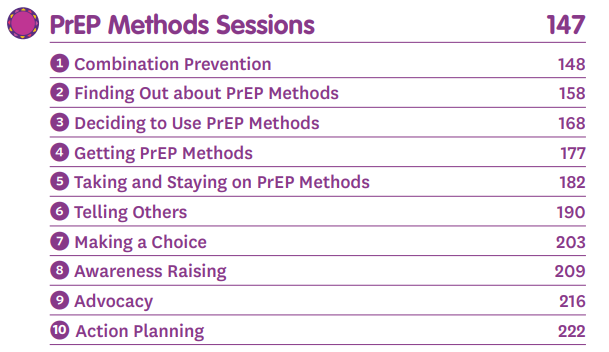 PrEP Methods Sessions 147
1 Combination Prevention 148
2 Finding Out about PrEP Methods 158
3 Deciding to Use PrEP Methods 168
4 Getting PrEP Methods 177
5 Taking and Staying on PrEP Methods 182
6 Telling Others 190
7 Making a Choice 203
8 Awareness Raising 209
9 Advocacy 216
10 Action Planning 222